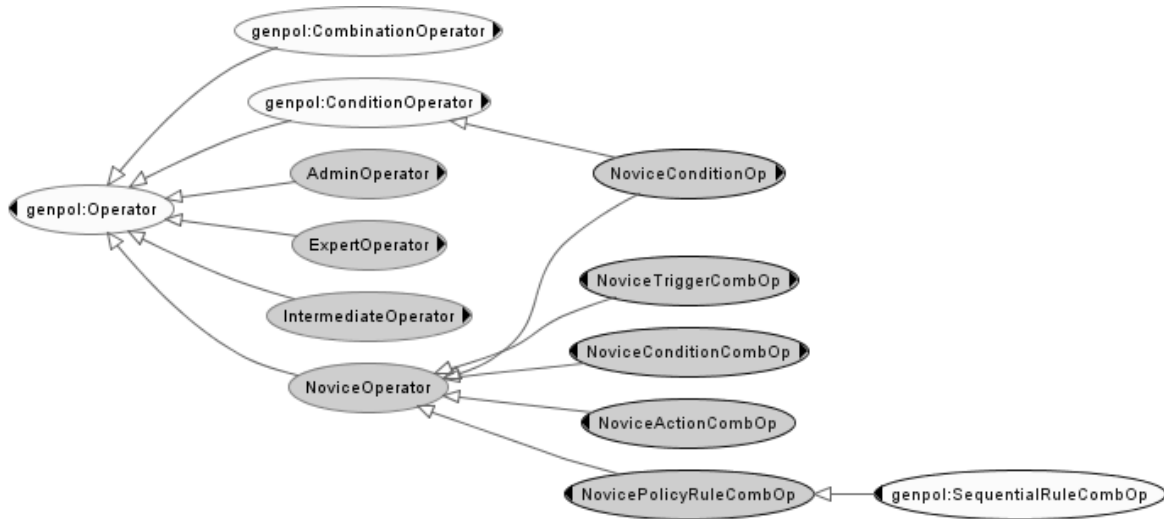 genpol:CombinationOperator
genpol:ConditionOperator
AdminOperator
NoviceConditionOp
genpol:Operator
ExpertOperator
NoviceTriggerCombOp
IntermediateOperator
NoviceConditionCombOp
NoviceOperator
NoviceActionCombOp
NovicePolicyRuleCombOp
genpol:SequentialRuleCombOp